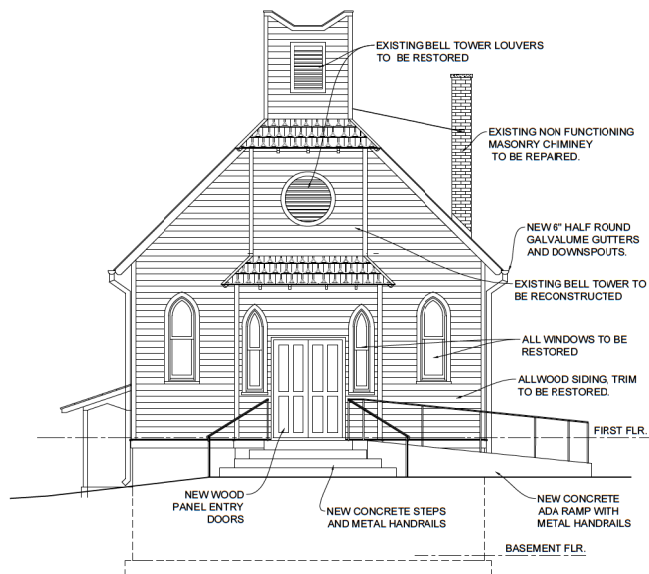 EXISTING BELL TOWER LOUVERS
TO BE RESTORED
EXISTING NON FUNCTIONING
MASONRY CHIMINEY
TO BE REPAIRED.
NEW 6" HALF ROUND
GALVALUME GUTTERS
AND DOWNSPOUTS.
EXISTING BELL TOWER TO
BE RECONSTRUCTED
ALL WINDOWS TO BE
RESTORED
ALL WOOD SIDING, TRIM
TO BE RESTORED.
FIRST FLR.
NEW WOOD
PANEL ENTRY
DOORS
NEW CONCRETE STEPS
AND METAL HANDRAILS
NEW CONCRETE
ADA RAMP WITH
METAL HANDRAILS
BASEMENT FLR.